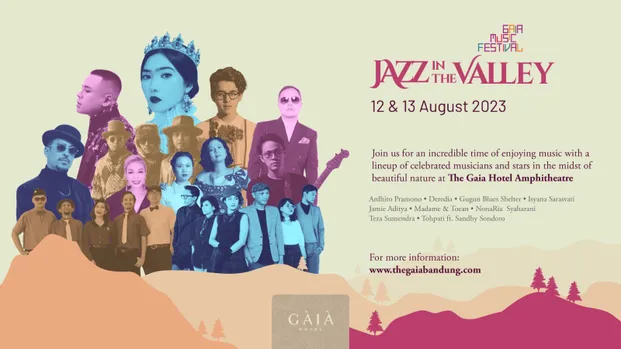 GAIA
MUSIC
FESTIVAL
JAZZ IN THE VALLEY
12 & 13 August 2023
Join us for an incredible time of enjoying music with a
lineup of celebrated musicians and stars in the midst of
beautiful nature at The Gaia Hotel Amphitheatre
Ardhito Pramono • Deredia • Gugun Blues Shelter • Isyana Sarasvati
Jamie Aditya • Madame & Tocan • NonaRia Syaharani
Teza Sumendra • Tohpati ft. Sandhy Sondoro
For more information:
www.thegaiabandung.com
GÀIÀ
HOTEL